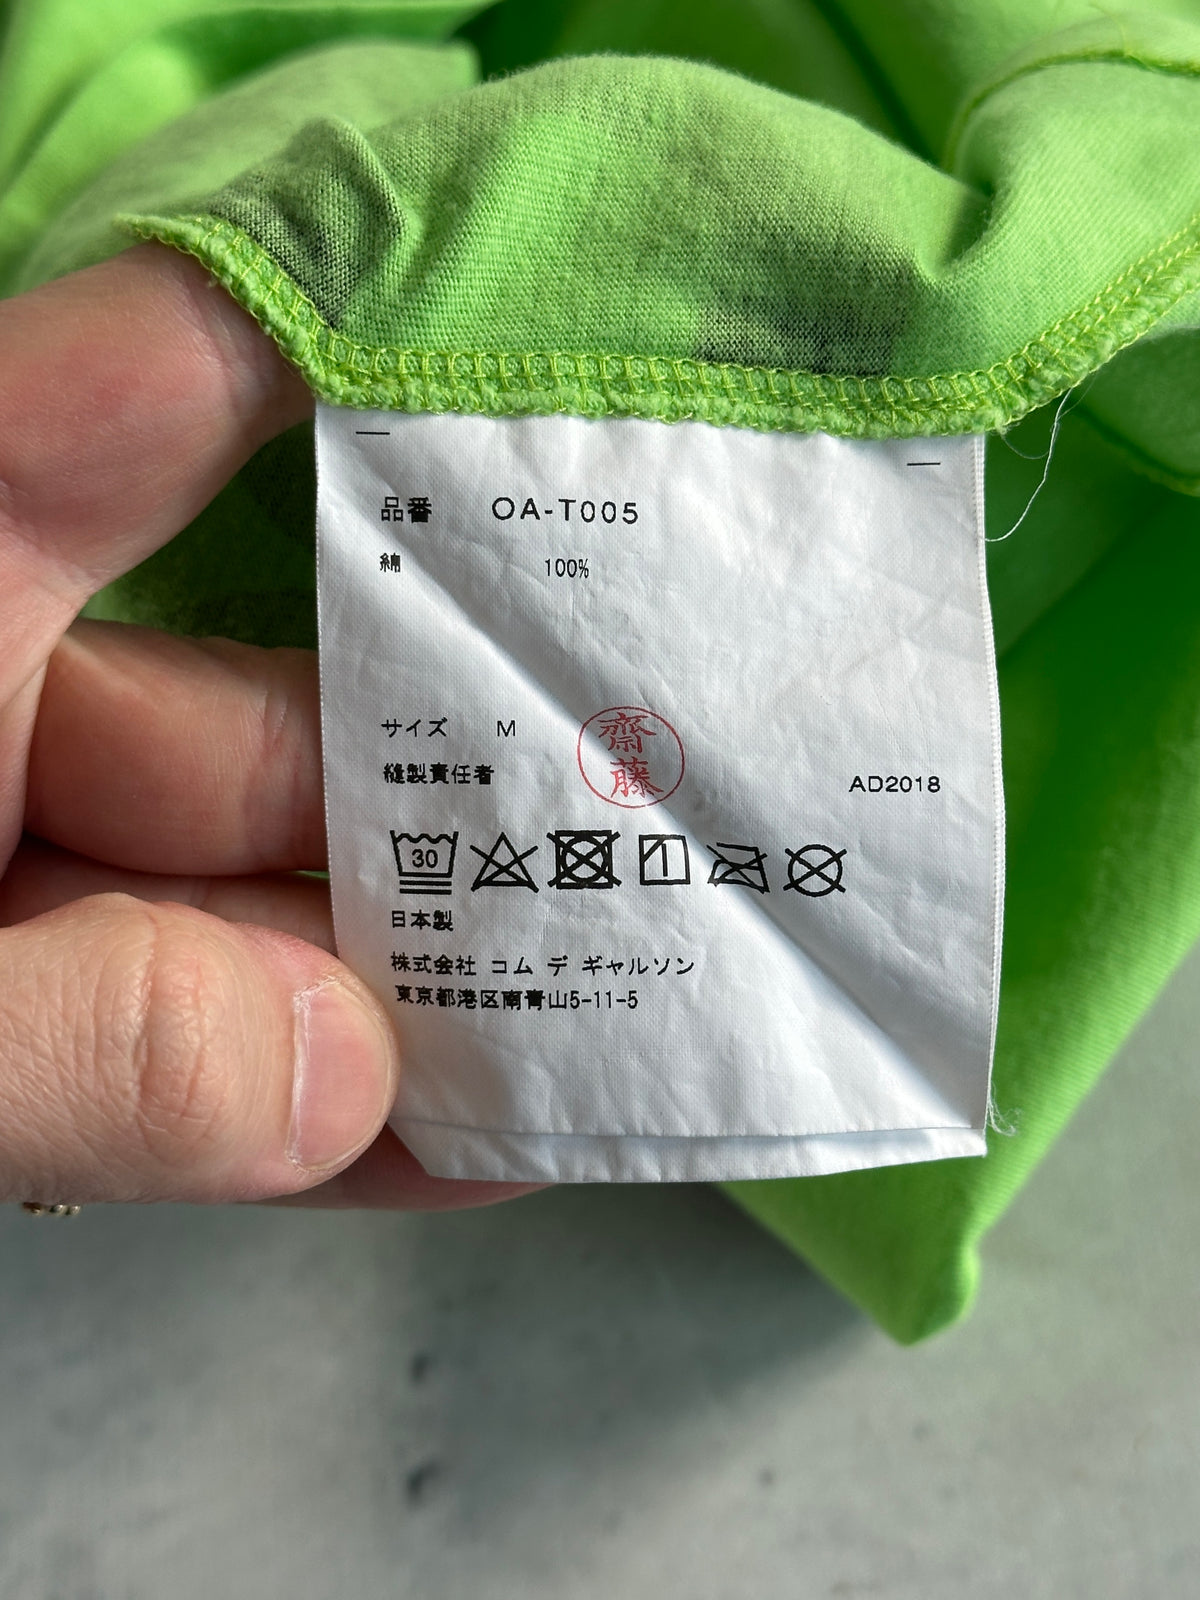 品番 OA-T005
綿 100%
サイズ M
齋藤
縫製責任者
AD2018
30
日本製
株式会社 コム デ ギャルソン
東京都港区南青山5-11-5